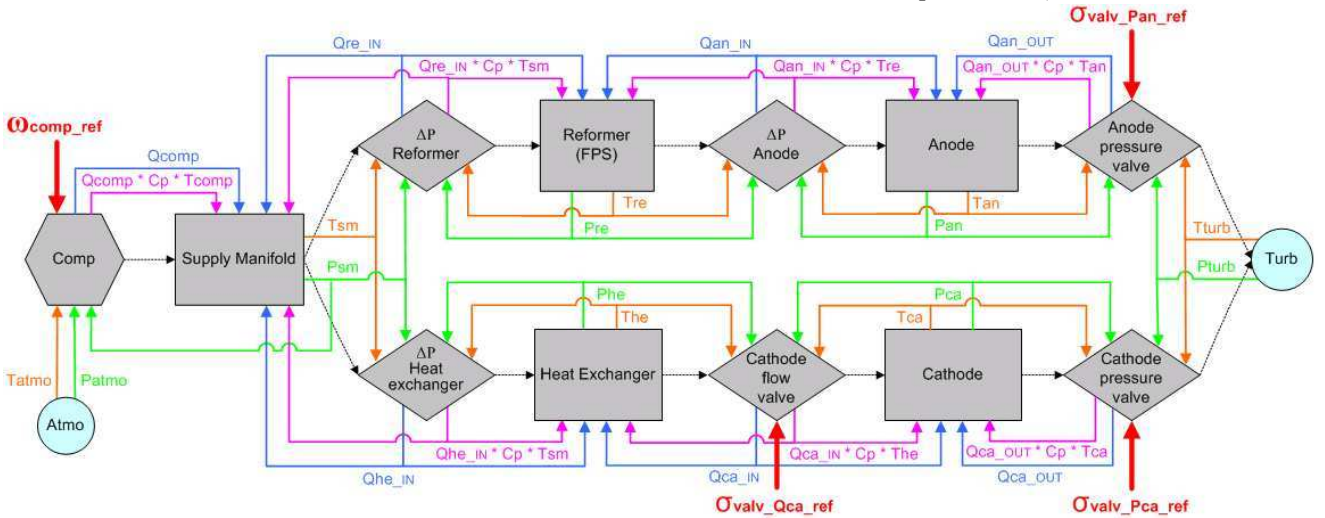 σvalv_Pan_ref
Qre_IN
Qan_IN
Qan_OUT
Qre_IN * Cp * Tsm
Qan_IN * Cp * Tre
Qan_OUT * Cp * Tan
ωcomp_ref
ΔP
Reformer
Reformer
(FPS)
ΔP
Anode
Anode
Anode
pressure
valve
Qcomp
Qcomp * Cp * Tcomp
Tre
Tan
Tsm
Pre
Pan
Tturb
Comp
Supply Manifold
Turb
Psm
Phe
Pca
Pturb
The
Tca
ΔP
Heat
exchanger
Heat Exchanger
Cathode
flow
valve
Cathode
Cathode
pressure
valve
Tatmo
Patmo
Atmo
Qhe_IN * Cp * Tsm
Qca_IN * Cp * The
Qca_OUT * Cp * Tca
Qhe_IN
Qca_IN
Qca_OUT
σvalv_Qca_ref
σvalv_Pca_ref